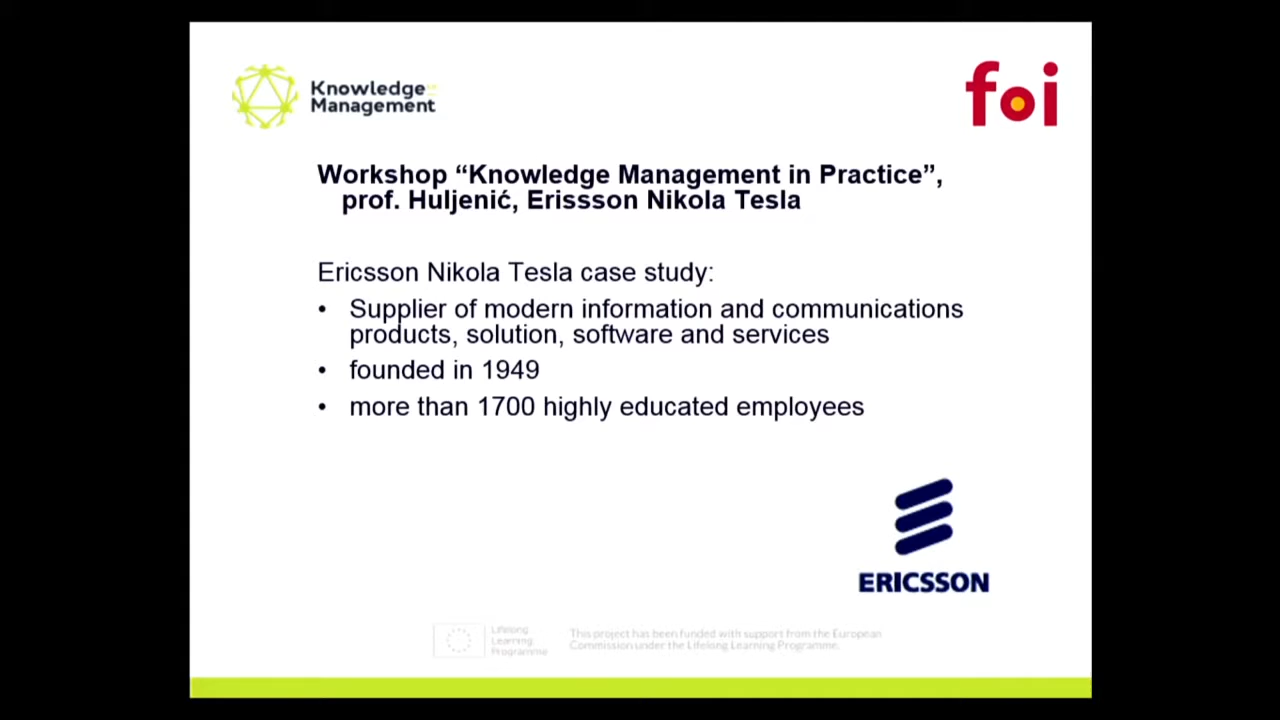 Knowledge
Management
foi
Workshop “Knowledge Management in Practice”,
prof. Huljenić, Erissson Nikola Tesla
Ericsson Nikola Tesla case study:
• Supplier of modern information and communications
products, solution, software and services
• founded in 1949
• more than 1700 highly educated employees
ERICSSON
Lifelong
Learning
Programme
This project has been funded with support from the European
Commission under the Lifelong Learning Programme.